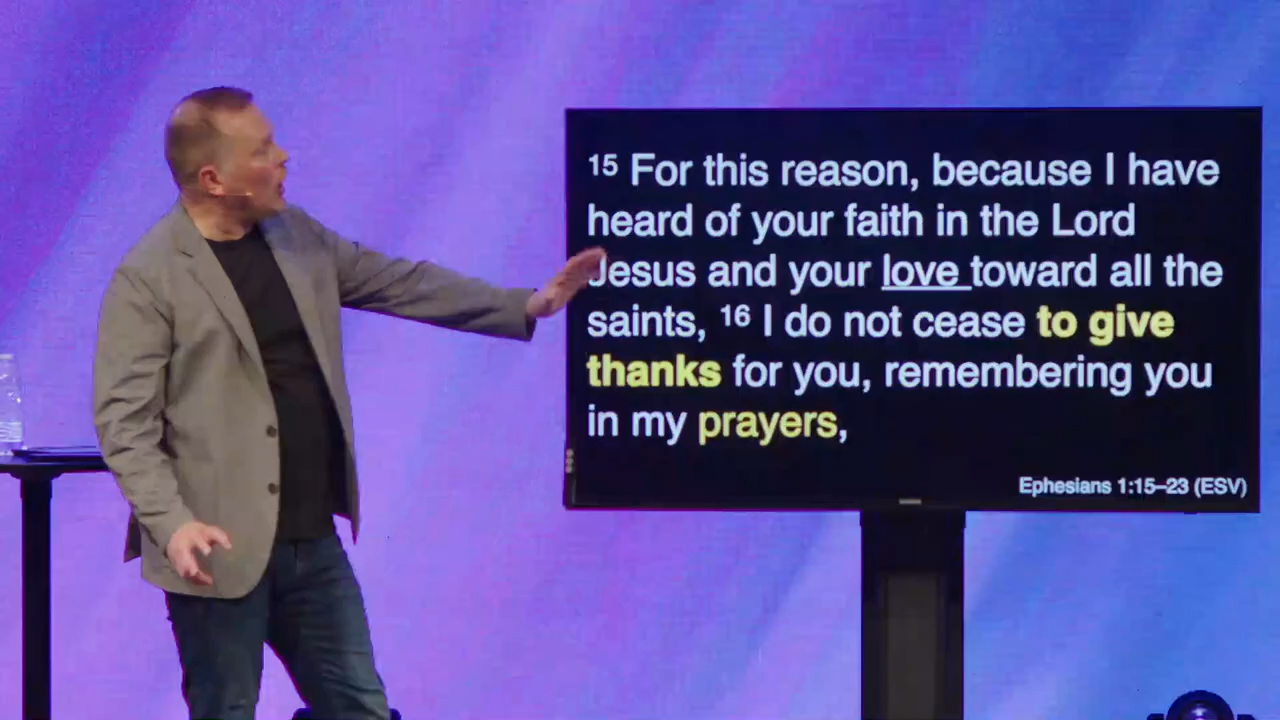 15 For this reason, because I have
heard of your faith in the Lord
Jesus and your love toward all the
saints, 16 I do not cease to give
thanks for you, remembering you
in my prayers,
Ephesians 1:15–23 (ESV)